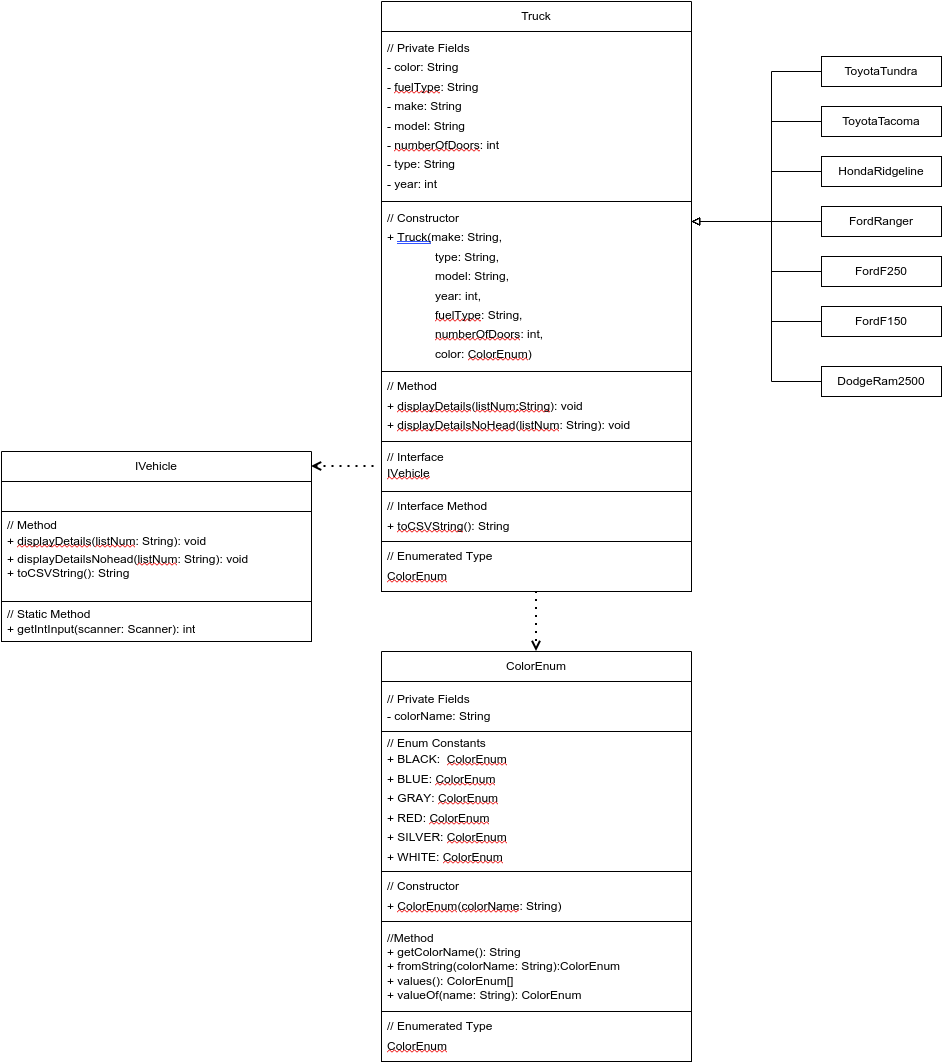 Truck
// Private Fields
- color: String
- fuelType: String
- make: String
- model: String
- numberOfDoors: int
- type: String
- year: int
// Constructor
+ Truck(make: String,
type: String,
model: String,
year: int,
fuelType: String,
numberOfDoors: int,
color: ColorEnum)
// Method
+ displayDetails(listNum:String): void
+ displayDetailsNoHead(listNum: String): void
// Interface
IVehicle
// Interface Method
+ toCSVString(): String
// Enumerated Type
ColorEnum
ToyotaTundra
ToyotaTacoma
HondaRidgeline
FordRanger
FordF250
FordF150
DodgeRam2500
IVehicle
// Method
+ displayDetails(listNum: String): void
+ displayDetailsNohead(listNum: String): void
+ toCSVString(): String
// Static Method
+ getIntInput(scanner: Scanner): int
ColorEnum
// Private Fields
- colorName: String
// Enum Constants
+ BLACK:  ColorEnum
+ BLUE: ColorEnum
+ GRAY: ColorEnum
+ RED: ColorEnum
+ SILVER: ColorEnum
+ WHITE: ColorEnum
// Constructor
+ ColorEnum(colorName: String)
//Method
+ getColorName(): String
+ fromString(colorName: String):ColorEnum
+ values(): ColorEnum[]
+ valueOf(name: String): ColorEnum
// Enumerated Type
ColorEnum